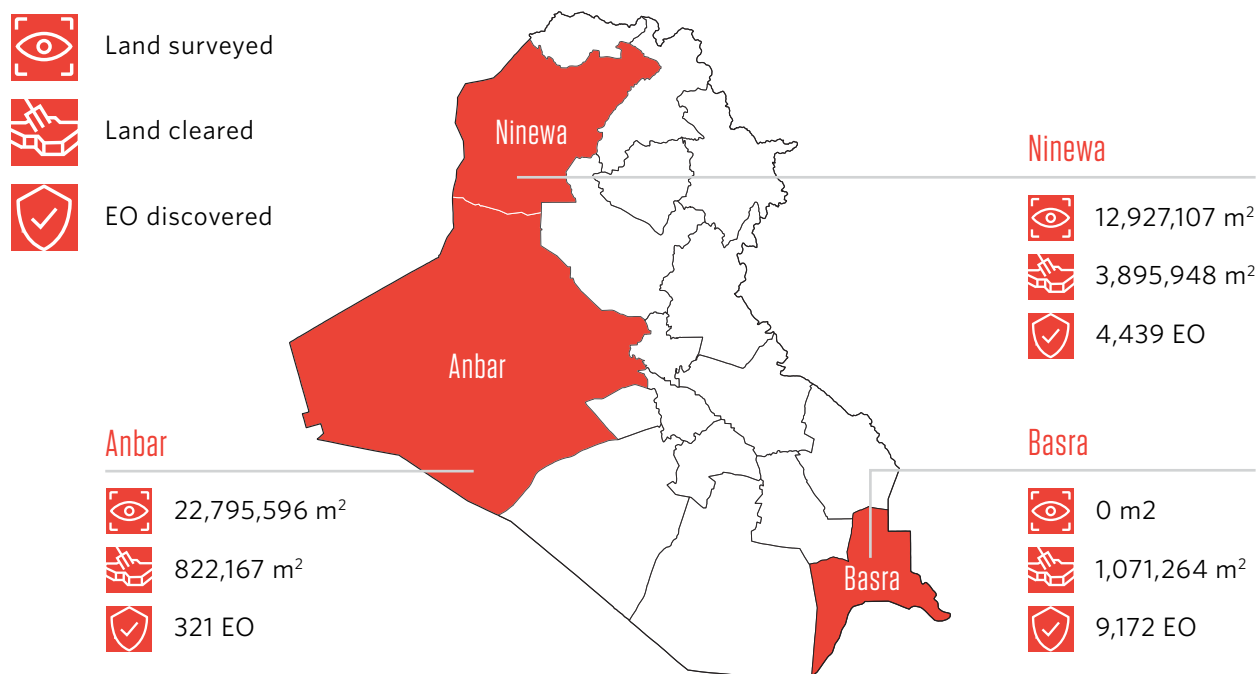 Land surveyed
Land cleared
EO discovered
Ninewa
Anbar
Basra
Ninewa
12,927,107 m²
3,895,948 m²
4,439 EO
Anbar
22,795,596 m²
822,167 m²
321 EO
Basra
0 m2
1,071,264 m²
9,172 EO